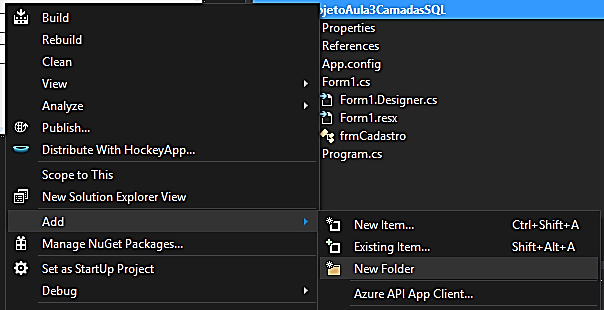 Build
Rebuild
Clean
View
Analyze
Publish...
Distribute With HockeyApp...
Scope to This
New Solution Explorer View
Add
Manage NuGet Packages...
Set as StartUp Project
Debug
ojetoAula3CamadasSQL
Properties
References
App.config
Form1.cs
Form1.Designer.cs
Form1.resx
frmCadastro
Program.cs
New Item... Ctrl+Shift+A
Existing Item... Shift+Alt+A
New Folder
Azure API App Client...